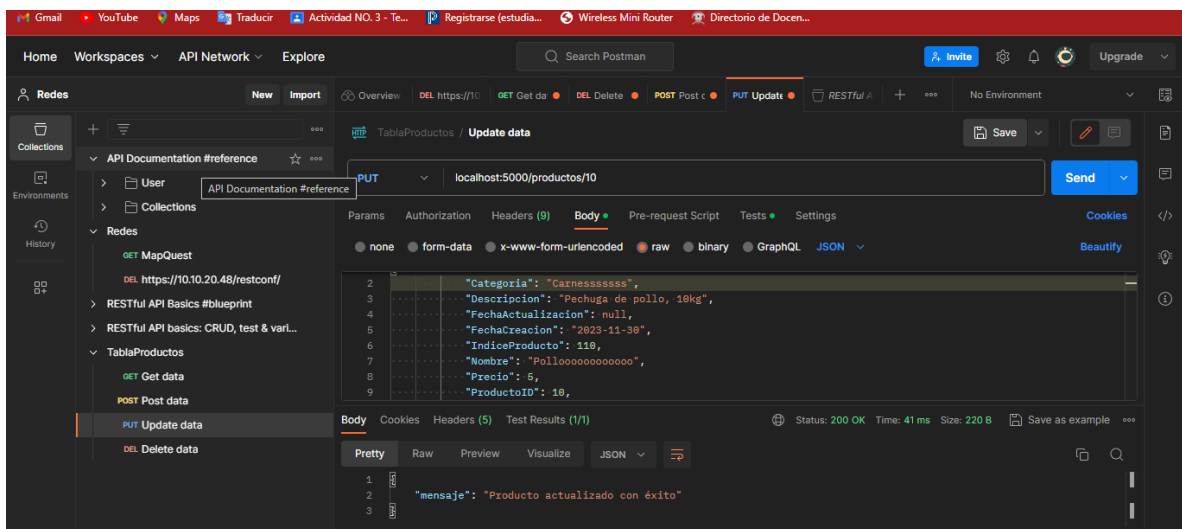 Gmail YouTube Maps Traducir Actividad NO. 3 - Te... Registrarse (estudia... Wireless Mini Router Directorio de Docen...
Home Workspaces API Network Explore Search Postman Invite Upgrade
Redes New Import Overview DEL https://10 GET Get dat DEL Delete POST Post c PUT Update RESTful A No Environment
Collections
Environments
History
API Documentation #reference
User
API Documentation #reference
Collections
Redes
GET MapQuest
DEL https://10.10.20.48/restconf/
RESTful API Basics #blueprint
RESTful API basics: CRUD, test & vari...
TablaProductos
GET Get data
POST Post data
PUT Update data
DEL Delete data
HTTP TablaProductos / Update data Save
PUT localhost:5000/productos/10 Send
Params Authorization Headers (9) Body Pre-request Script Tests Settings Cookies
none form-data x-www-form-urlencoded raw binary GraphQL JSON Beautify
2 "Categoria": "Carnesssssss",
3 "Descripcion": "Pechuga de pollo, 10kg",
4 "FechaActualizacion": null,
5 "FechaCreacion": "2023-11-30",
6 "IndiceProducto": 110,
7 "Nombre": "Polloooooooooooo",
8 "Precio": 5,
9 "ProductoID": 10,
Body Cookies Headers (5) Test Results (1/1) Status: 200 OK Time: 41 ms Size: 220 B Save as example
Pretty Raw Preview Visualize JSON
1 {
2 "mensaje": "Producto actualizado con éxito"
3 }